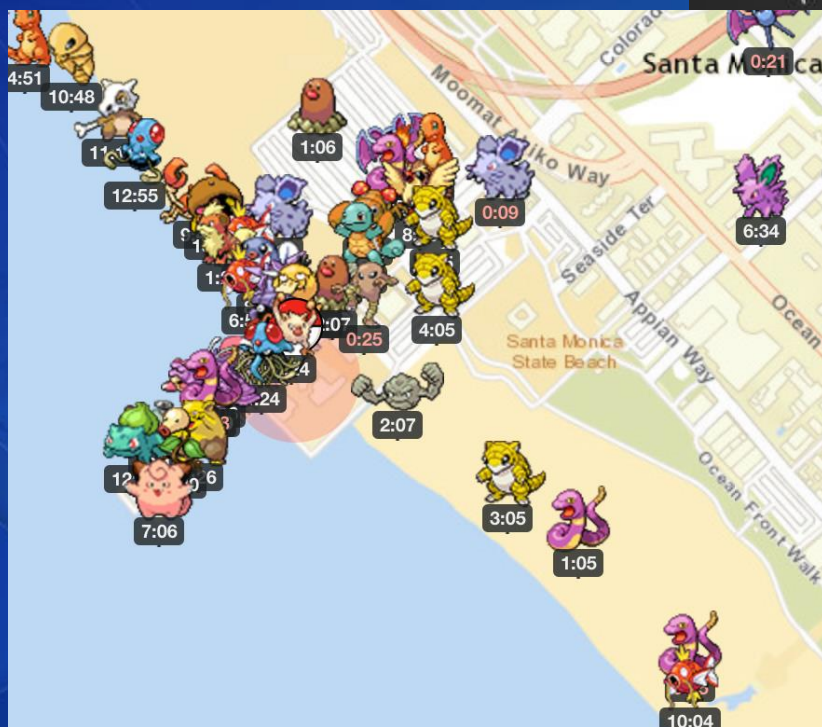 Colorado
Santa M
ca
0:21
4:51
10:48
Moomat Ahiko Way
1:06
12:55
0:09
6:34
Seaside Ter
4:05
Appian Way
Ocean
:07
0:25
Santa Monica
State Beach
2:07
Ocean Front Walk
3:05
7:06
1:05
10:04